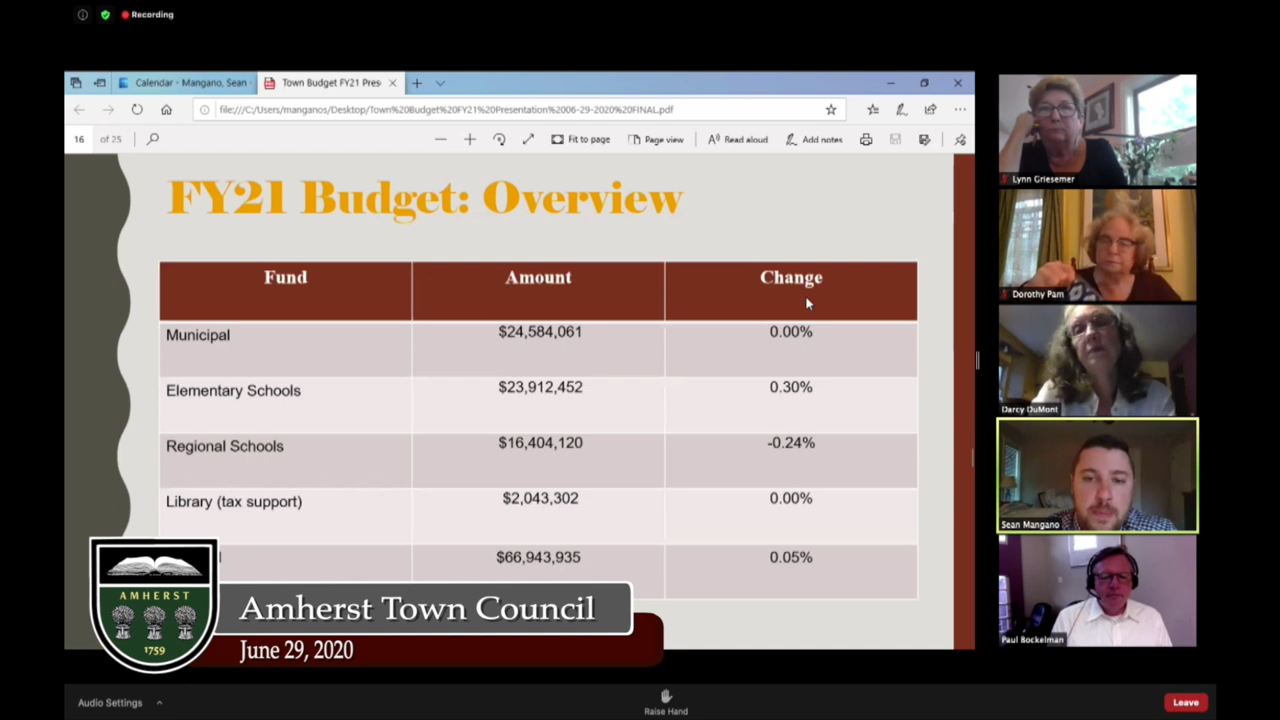 Recording
Calendar - Mangano, Sean
Town Budget FY21 Pres
file:///C:/Users/manganos/Desktop/Town%20Budget%20FY21%20Presentation%2006-29-2020%20FINAL.pdf
16 of 25
Fit to page
Page view
Read aloud
Add notes
FY21 Budget: Overview
Fund Amount Change
Municipal $24,584,061 0.00%
Elementary Schools $23,912,452 0.30%
Regional Schools $16,404,120 -0.24%
Library (tax support) $2,043,302 0.00%
$66,943,935 0.05%
AMHERST
1759
Amherst Town Council
June 29, 2020
Lynn Griesemer
Dorothy Pam
Darcy DuMont
Sean Mangano
Paul Bockelman
Audio Settings
Raise Hand
Leave